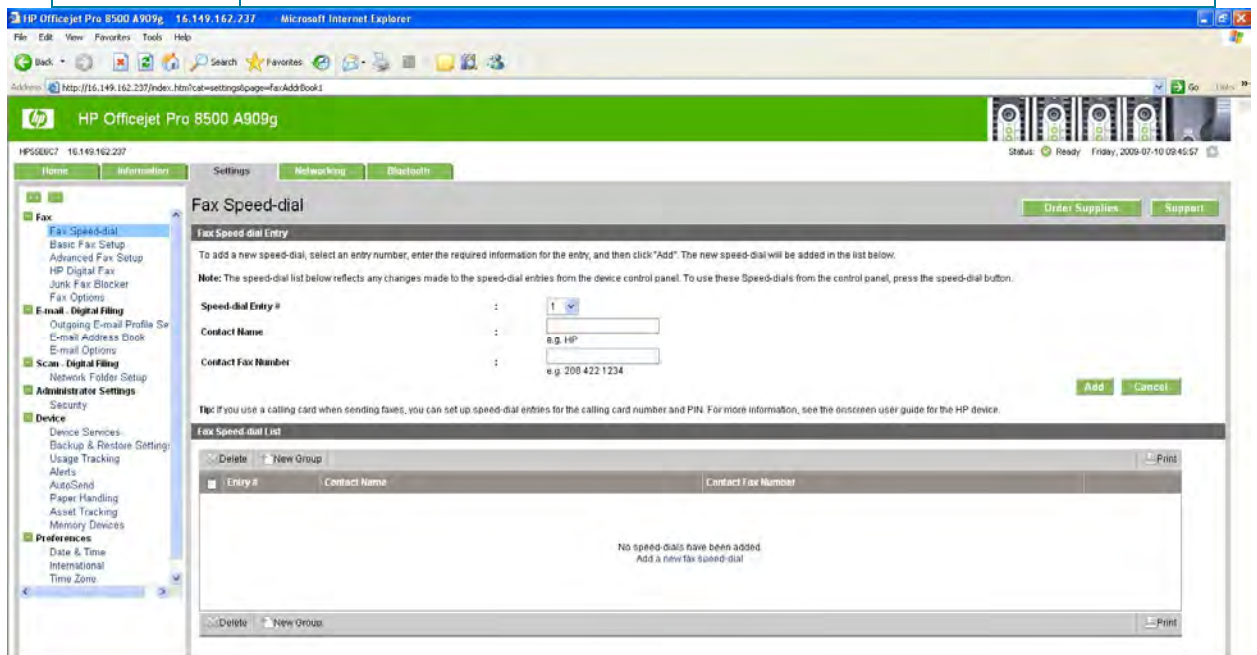 HP Officejet Pro 8500 A909g 16.149.162.237 Microsoft Internet Explorer
File Edit View Favorites Tools Help
Back Search Favorites
Address http://16.149.162.237/index.htm?cat=settings&page=faxAddrBook1 Go Links »
hp HP Officejet Pro 8500 A909g
HP5SE6C7 16.149.162.237 Status: Ready Friday, 2009-07-10 09:45:57
Home Information Settings Networking Bluetooth
Fax Speed-dial Order Supplies Support
Fax
Fax Speed-dial
Basic Fax Setup
Advanced Fax Setup
HP Digital Fax
Junk Fax Blocker
Fax Options
E-mail - Digital Filing
Outgoing E-mail Profile Se
E-mail Address Book
E-mail Options
Scan - Digital Filing
Network Folder Setup
Administrator Settings
Security
Device
Device Services
Backup & Restore Settings
Usage Tracking
Alerts
AutoSend
Paper Handling
Asset Tracking
Memory Devices
Preferences
Date & Time
International
Time Zone
Fax Speed-dial Entry
To add a new speed-dial, select an entry number, enter the required information for the entry, and then click "Add". The new speed-dial will be added in the list below.
Note: The speed-dial list below reflects any changes made to the speed-dial entries from the device control panel. To use these Speed-dials from the control panel, press the speed-dial button.
Speed-dial Entry # : 1
Contact Name :
e.g. HP
Contact Fax Number :
e.g. 208 422 1234
Add Cancel
Tip: If you use a calling card when sending faxes, you can set up speed-dial entries for the calling card number and PIN. For more information, see the onscreen user guide for the HP device.
Fax Speed-dial List
Delete New Group Print
Entry # Contact Name Contact Fax Number
No speed-dials have been added
Add a new fax speed-dial
Delete New Group Print